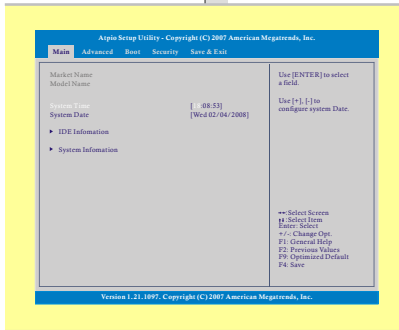 Atpio Setup Utility - Copyright (C) 2007 American Megatrends, Inc.
Main Advanced Boot Security Save & Exit
Market Name
Model Name
System Time [ :08:53]
System Date [Wed 02/04/2008]
IDE Infomation
System Infomation
Use [ENTER] to select
a field.
Use [+], [-] to
configure system Date.
↔:Select Screen
↕:Select Item
Enter: Select
+/-: Change Opt.
F1: General Help
F2: Previous Values
F9: Optimized Default
F4: Save
Version 1.21.1097. Copyright (C) 2007 American Megatrends, Inc.